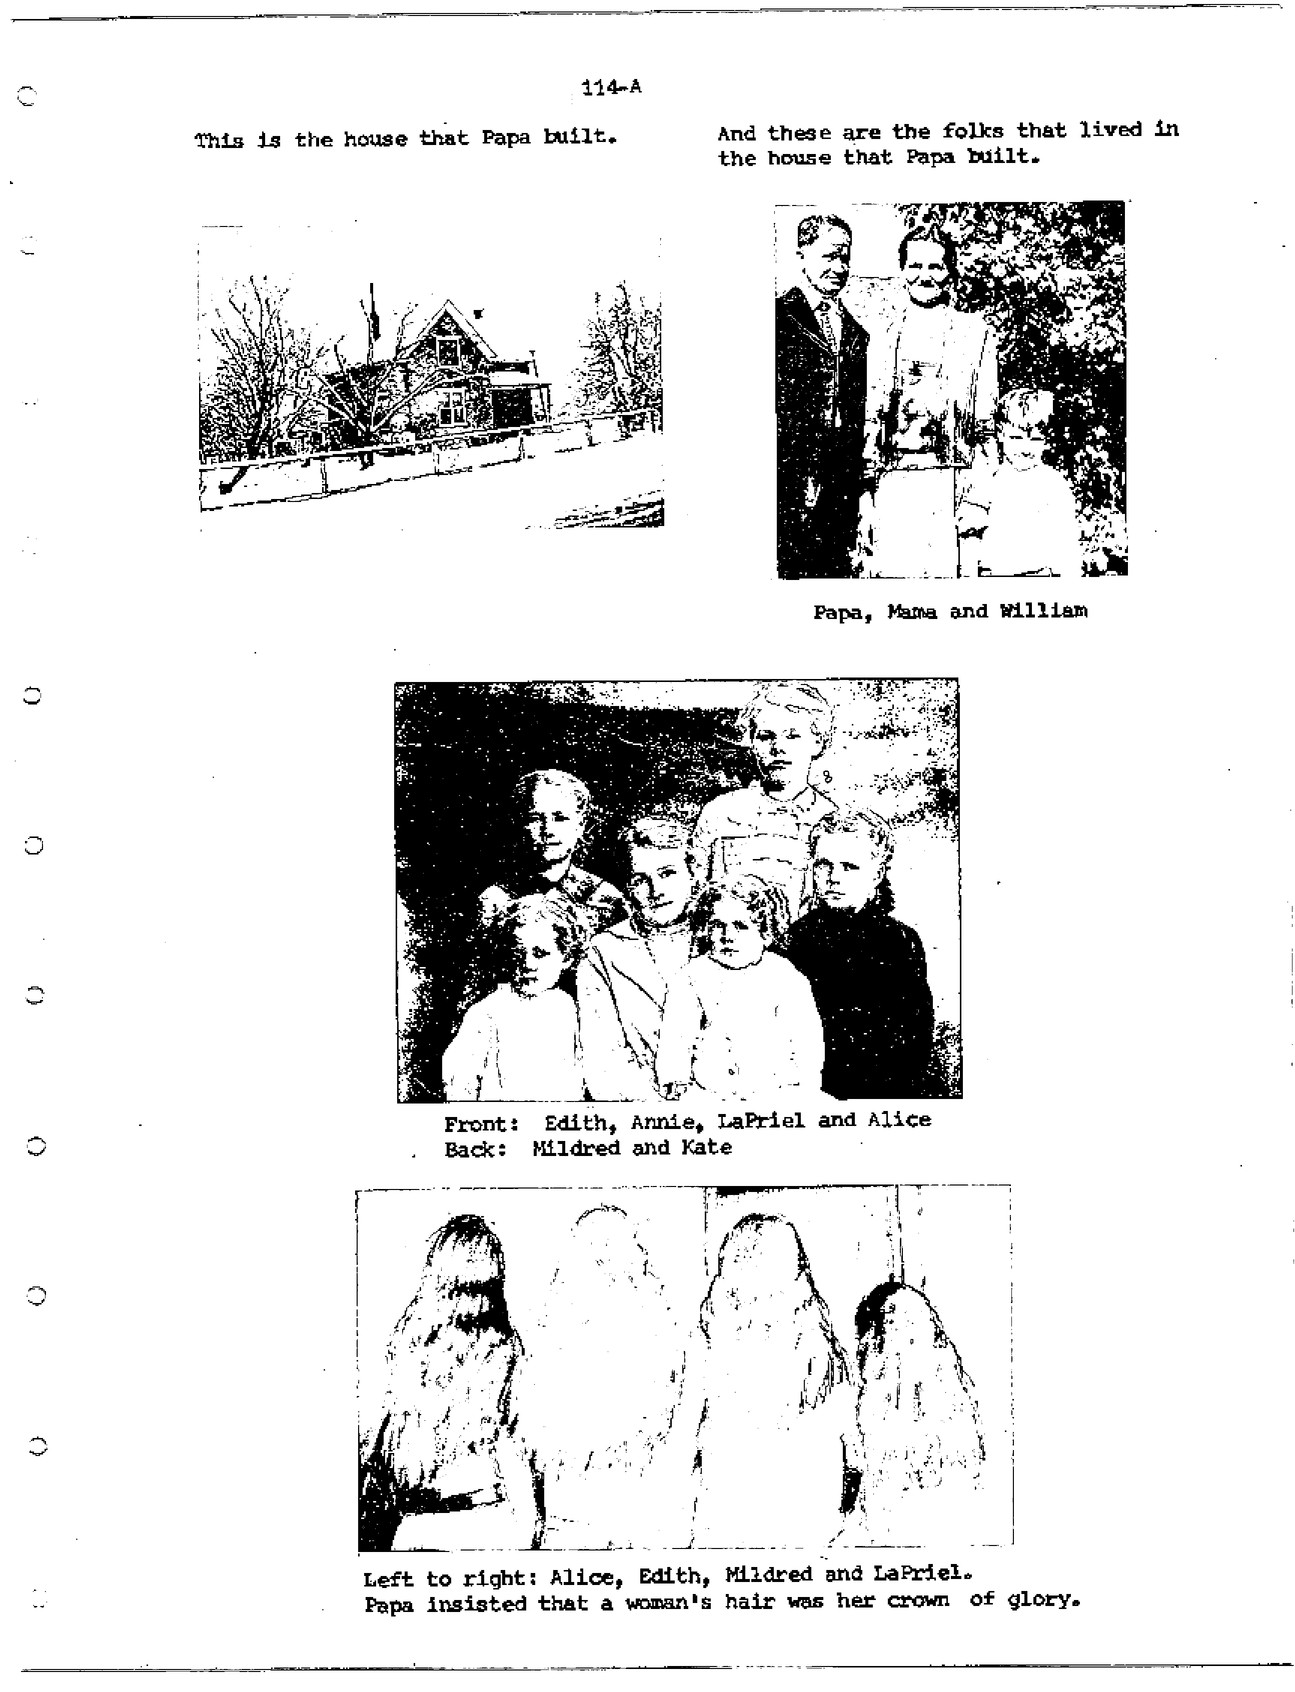 114-A
This is the house that Papa built.
And these are the folks that lived in
the house that Papa built.
Papa, Mama and William
Front: Edith, Annie, LaPriel and Alice
Back: Mildred and Kate
Left to right: Alice, Edith, Mildred and LaPriel.
Papa insisted that a woman's hair was her crown of glory.